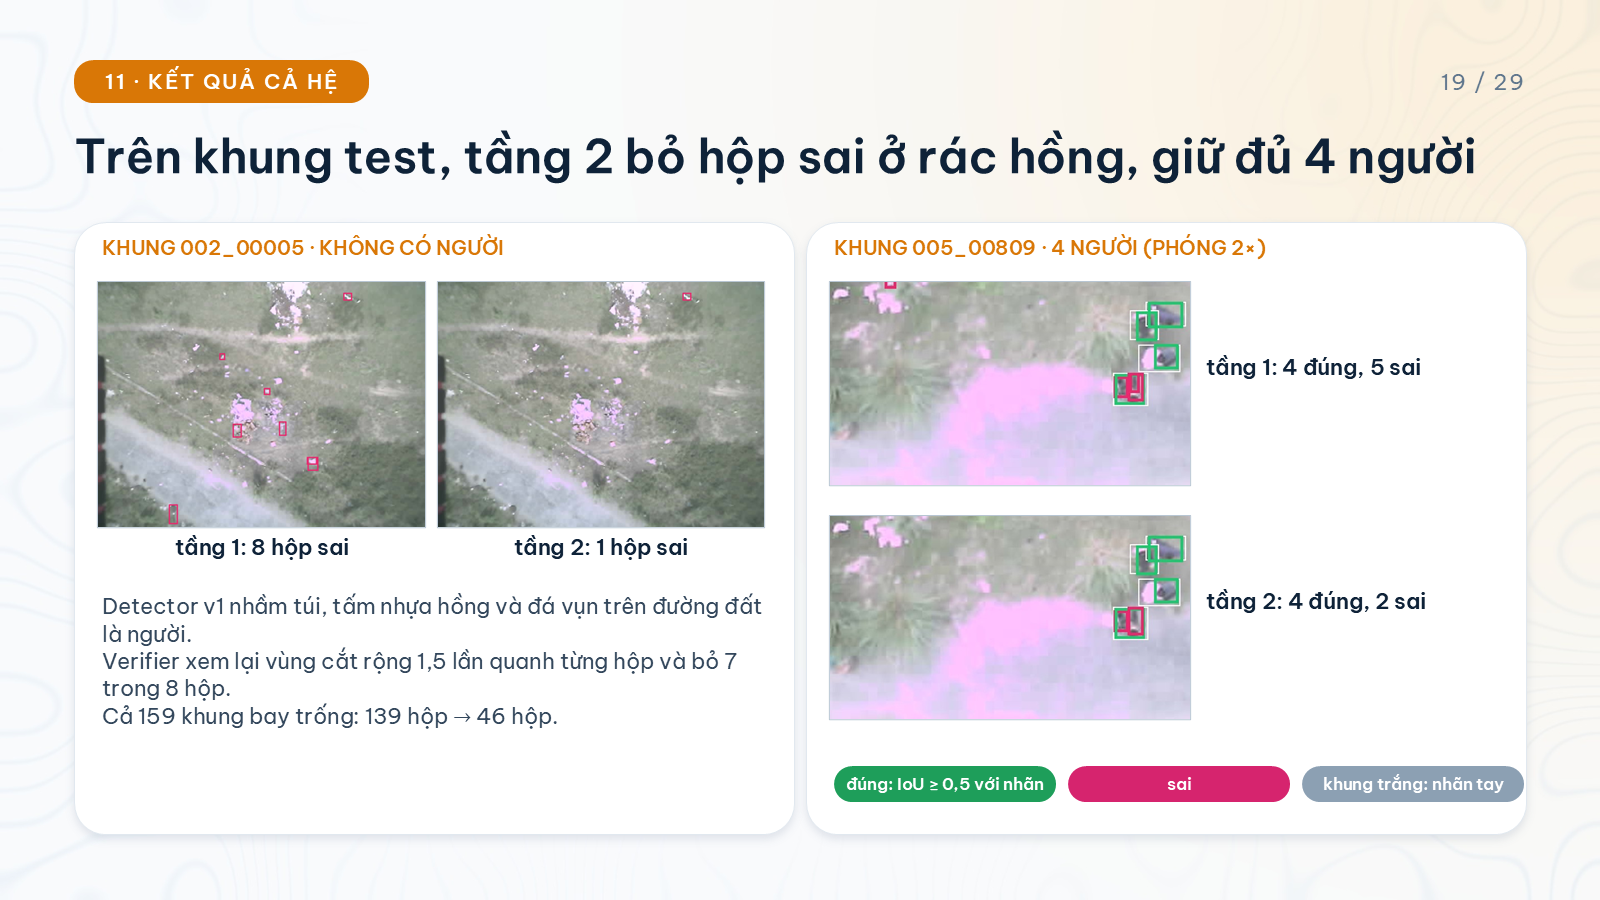 11 · KẾT QUẢ CẢ HỆ
19 / 29
Trên khung test, tầng 2 bỏ hộp sai ở rác hồng, giữ đủ 4 người
KHUNG 002_00005 · KHÔNG CÓ NGƯỜI
tầng 1: 8 hộp sai
tầng 2: 1 hộp sai
Detector v1 nhầm túi, tấm nhựa hồng và đá vụn trên đường đất
là người.
Verifier xem lại vùng cắt rộng 1,5 lần quanh từng hộp và bỏ 7
trong 8 hộp.
Cả 159 khung bay trống: 139 hộp → 46 hộp.
KHUNG 005_00809 · 4 NGƯỜI (PHÓNG 2×)
tầng 1: 4 đúng, 5 sai
tầng 2: 4 đúng, 2 sai
đúng: IoU ≥ 0,5 với nhãn
sai
khung trắng: nhãn tay